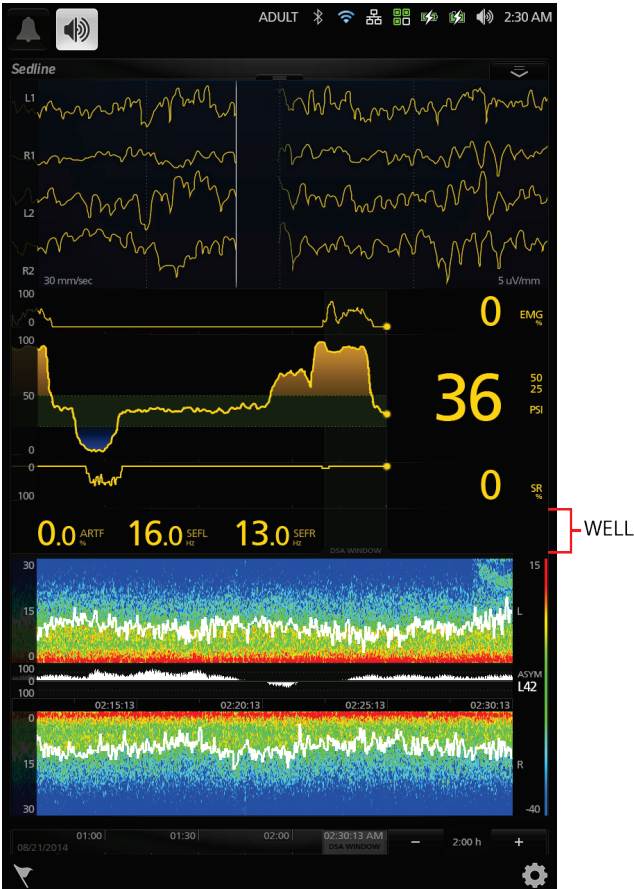 ADULT 2:30 AM
Sedline
L1
R1
L2
R2
30 mm/sec 5 uV/mm
100
0
0 EMG %
100
50
0
36 50 25 PSI
0
100
0 SR %
0.0 ARTF % 16.0 SEFL Hz 13.0 SEFR Hz
WELL
DSA WINDOW
30 15
15 L
0
100 ASYM
0 L42
100
02:15:13 02:20:13 02:25:13 02:30:13
0
15 R
30 -40
01:00 01:30 02:00 02:30:13 AM
08/21/2014 DSA WINDOW - 2:00 h +